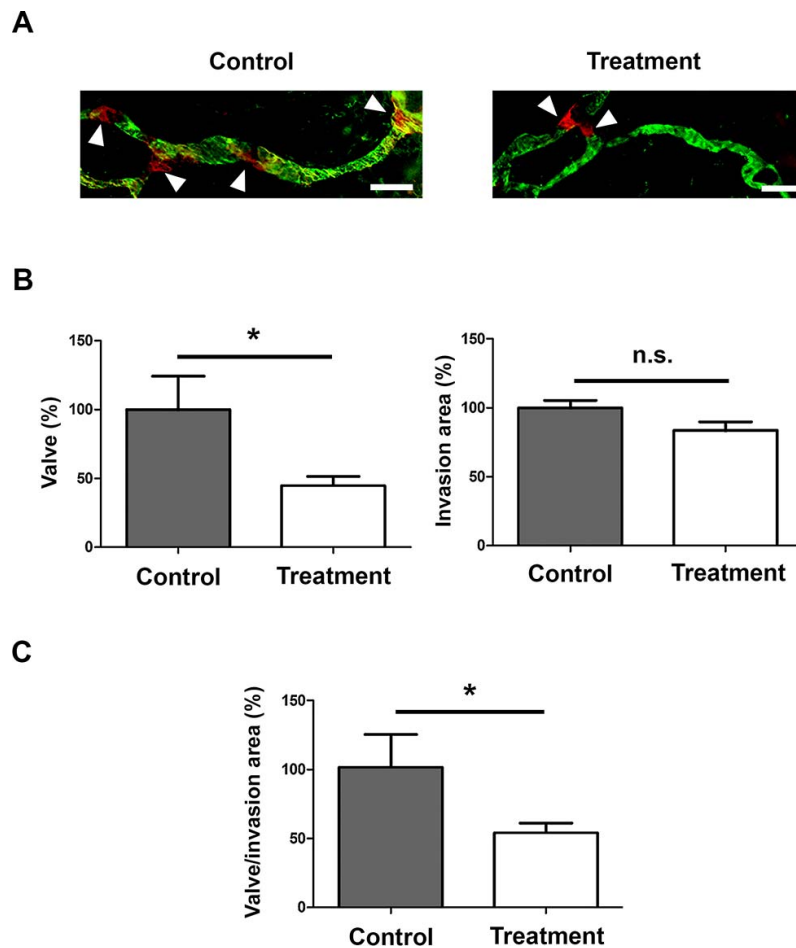 A
Control
Treatment
B
Valve (%)
150
100
50
0
*
Control
Treatment
Invasion area (%)
150
100
50
0
n.s.
Control
Treatment
C
Valve/invasion area (%)
150
100
50
0
*
Control
Treatment